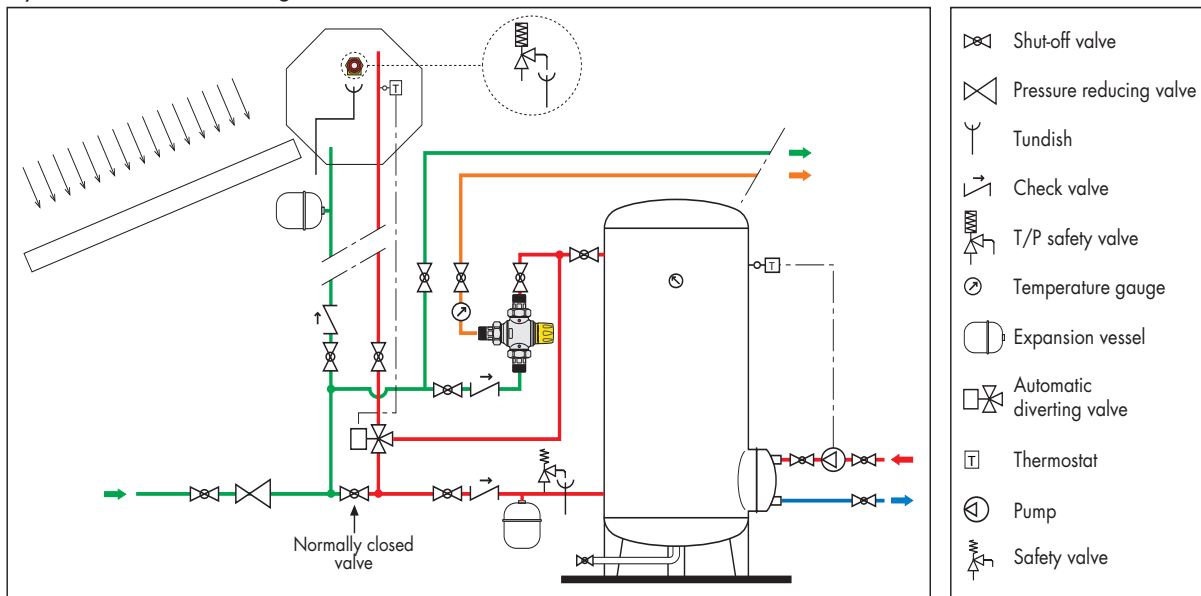 T
T
Normally closed
valve
Shut-off valve
Pressure reducing valve
Tundish
Check valve
T/P safety valve
Temperature gauge
Expansion vessel
Automatic
diverting valve
T
Thermostat
Pump
Safety valve